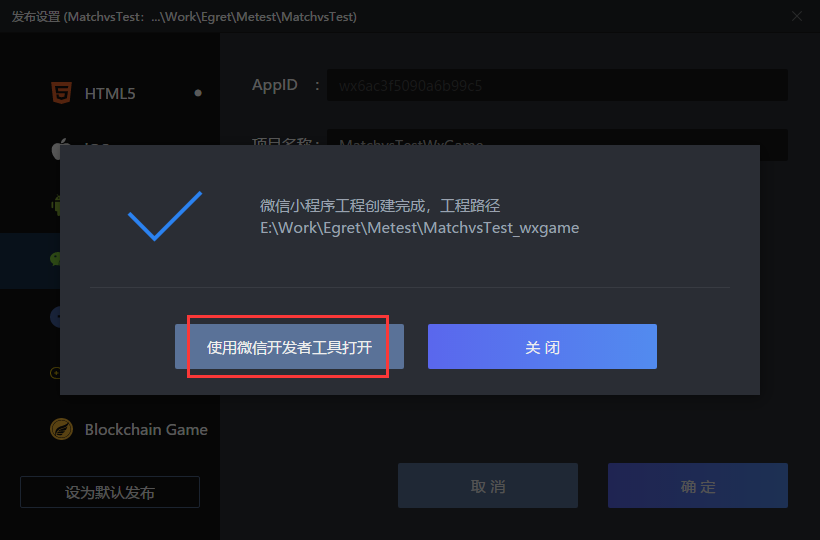 发布设置 (MatchvsTest: ...\Work\Egret\Metest\MatchvsTest)
HTML5
AppID :
wx6ac3f5090a6b99c5
项目名称:
MatchvsTestWxGame
微信小程序工程创建完成，工程路径
E:\Work\Egret\Metest\MatchvsTest_wxgame
使用微信开发者工具打开
关 闭
Blockchain Game
设为默认发布
取 消
确 定